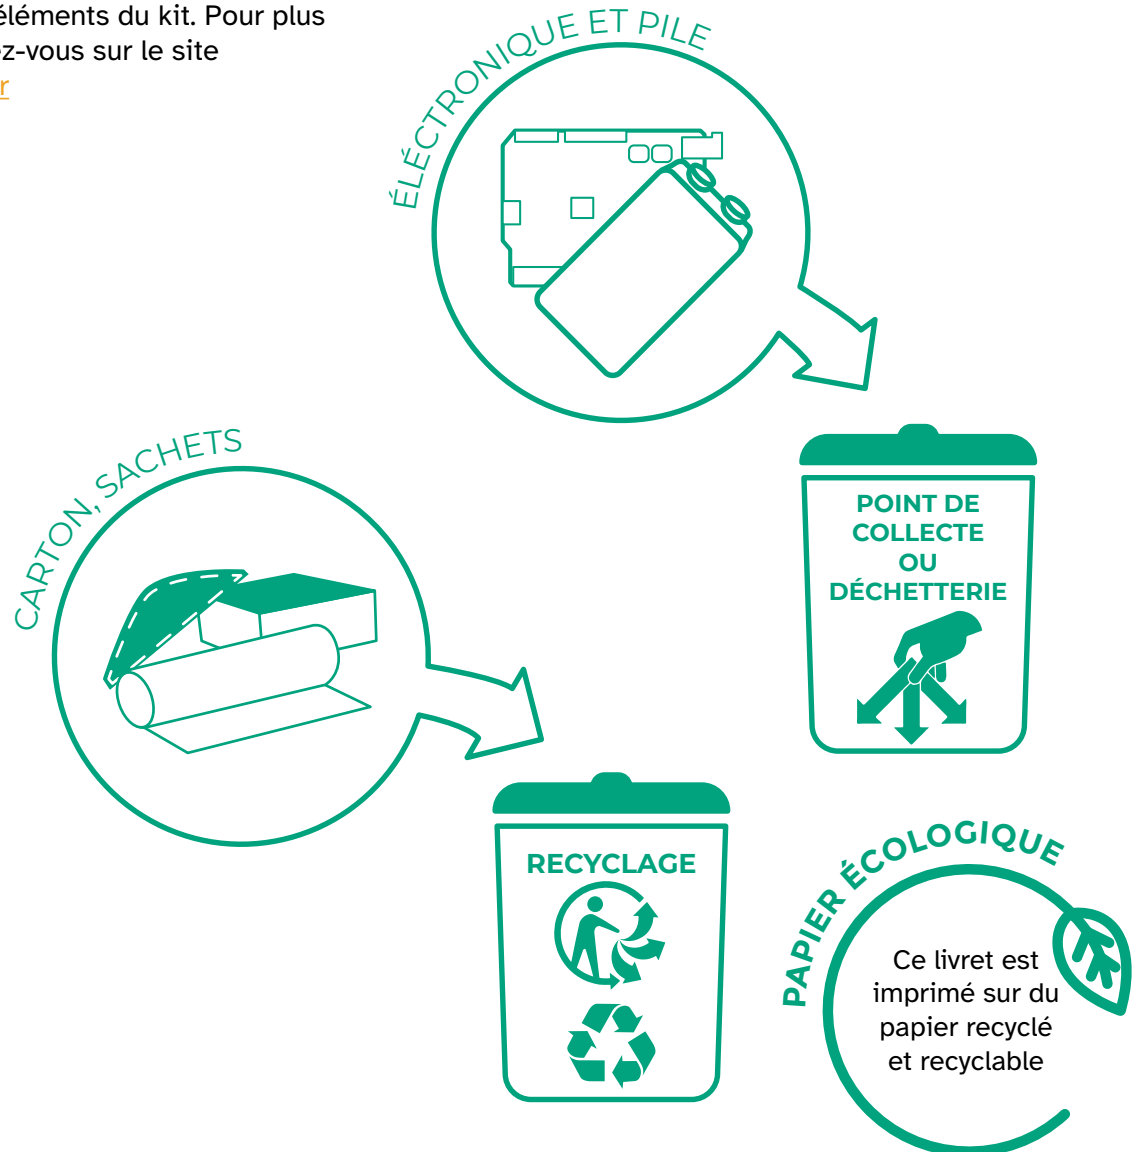 éléments du kit. Pour plus
ez-vous sur le site
r
ÉLÉCTRONIQUE ET PILE
CARTON, SACHETS
POINT DE
COLLECTE
OU
DÉCHETTERIE
RECYCLAGE
PAPIER ÉCOLOGIQUE
Ce livret est
imprimé sur du
papier recyclé
et recyclable